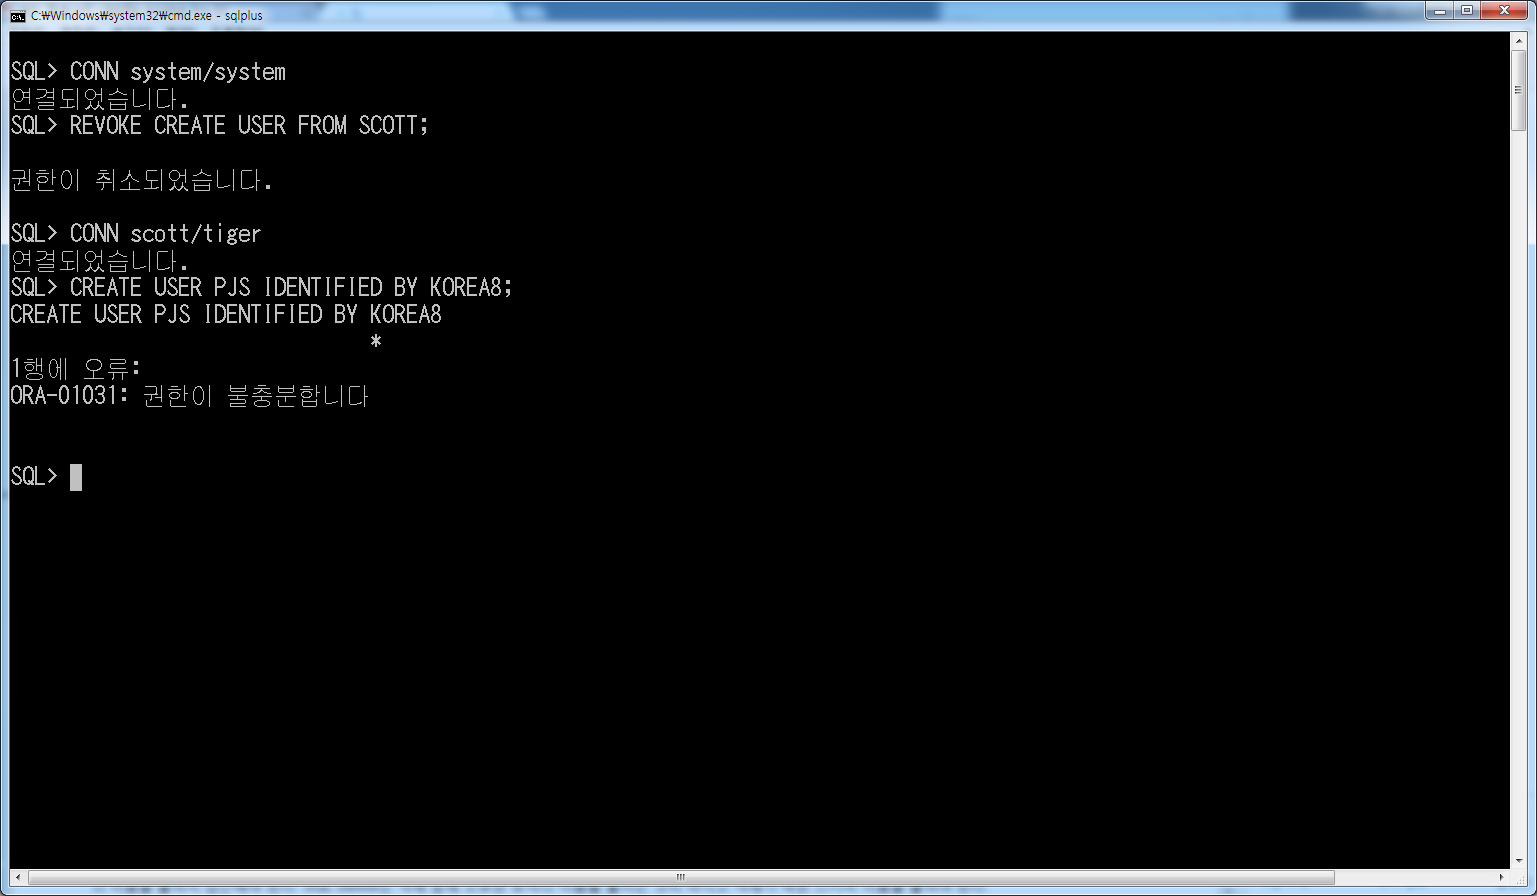 C:\Windows\system32\cmd.exe - sqlplus
SQL> CONN system/system
연결되었습니다.
SQL> REVOKE CREATE USER FROM SCOTT;
권한이 취소되었습니다.
SQL> CONN scott/tiger
연결되었습니다.
SQL> CREATE USER PJS IDENTIFIED BY KOREA8;
CREATE USER PJS IDENTIFIED BY KOREA8
*
1행에 오류:
ORA-01031: 권한이 불충분합니다
SQL>